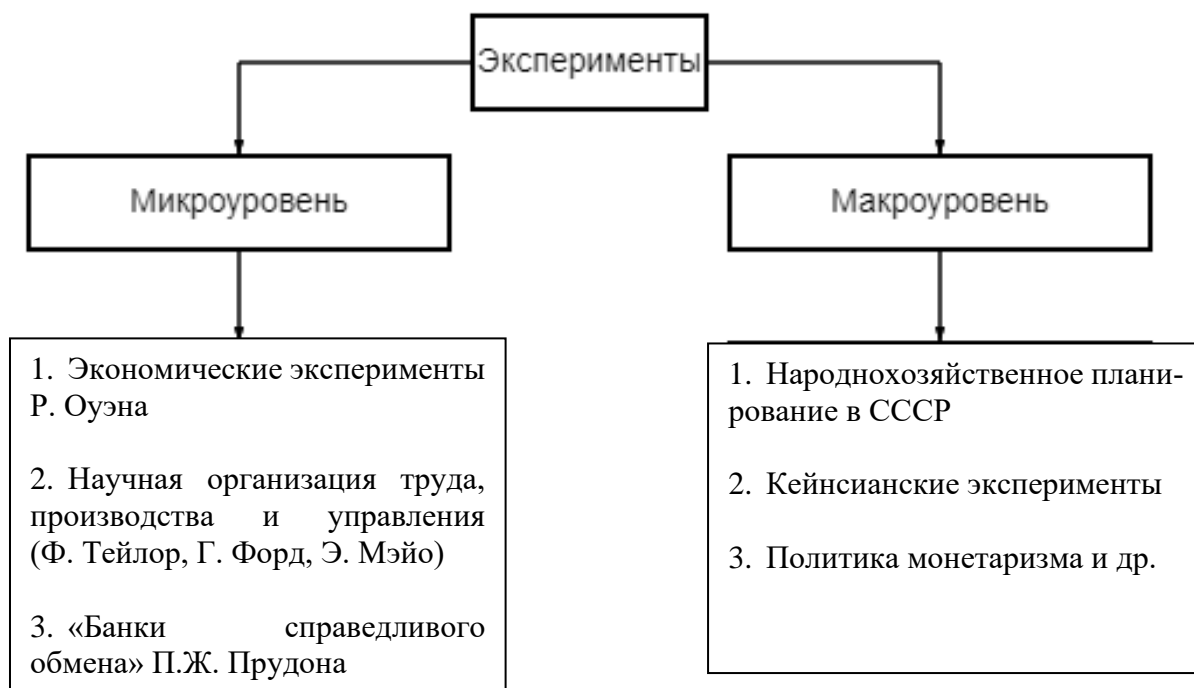 Эксперименты
Микроуровень
Макроуровень
1. Экономические эксперименты
Р. Оуэна
2. Научная организация труда,
производства и управления
(Ф. Тейлор, Г. Форд, Э. Мэйо)
3. «Банки справедливого
обмена» П.Ж. Прудона
1. Народнохозяйственное плани-
рование в СССР
2. Кейнсианские эксперименты
3. Политика монетаризма и др.